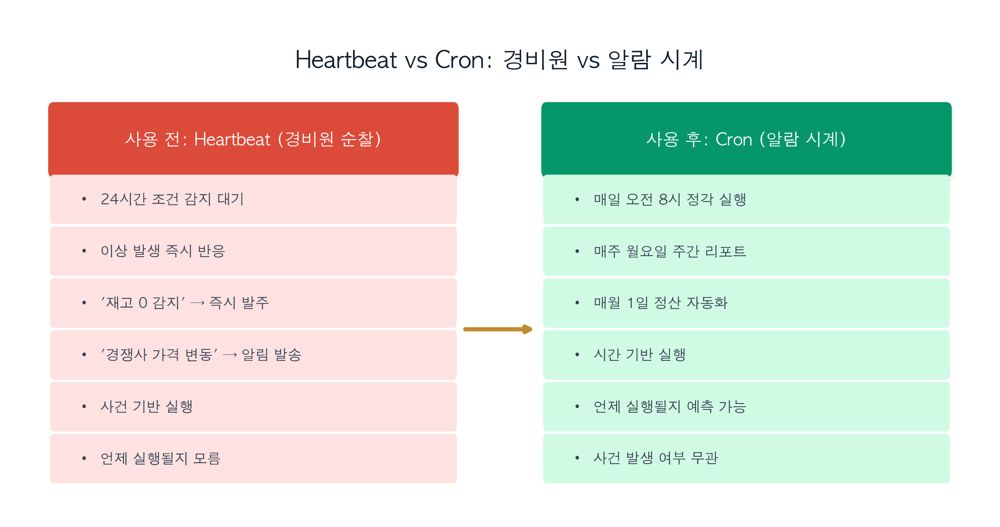 Heartbeat vs Cron: 경비원 vs 알람 시계
사용 전: Heartbeat (경비원 순찰)
• 24시간 조건 감지 대기
• 이상 발생 즉시 반응
• '재고 0 감지' → 즉시 발주
• '경쟁사 가격 변동' → 알림 발송
• 사건 기반 실행
• 언제 실행될지 모름
사용 후: Cron (알람 시계)
• 매일 오전 8시 정각 실행
• 매주 월요일 주간 리포트
• 매월 1일 정산 자동화
• 시간 기반 실행
• 언제 실행될지 예측 가능
• 사건 발생 여부 무관